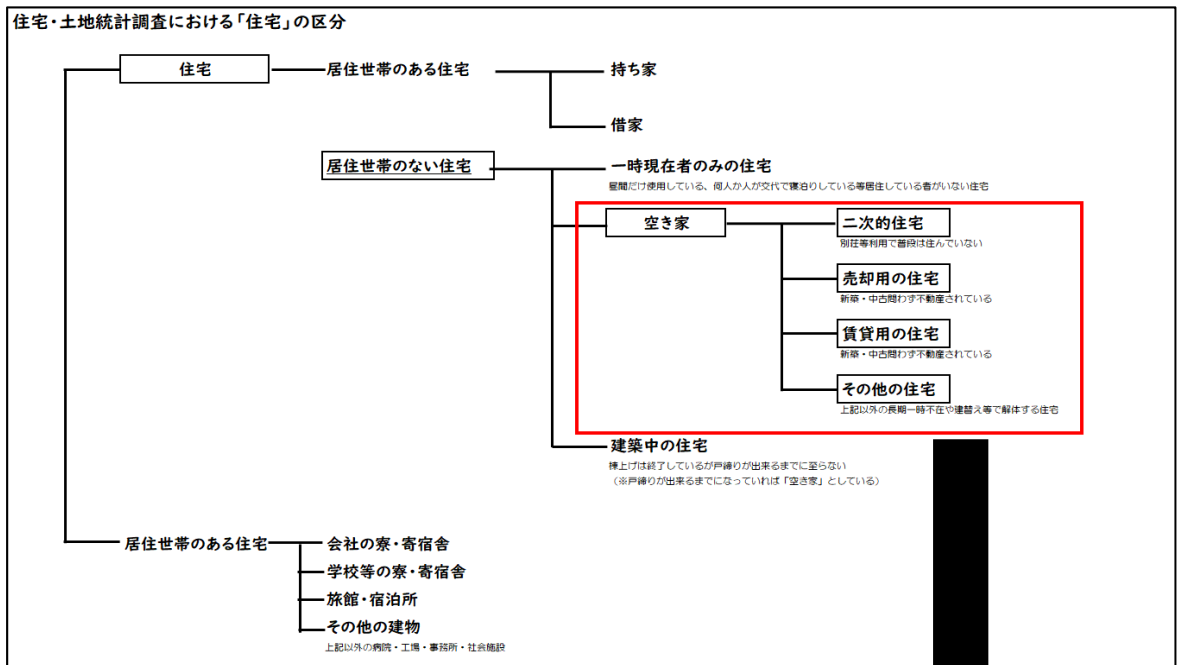 住宅・土地統計調査における「住宅」の区分
住宅
居住世帯のある住宅
持ち家
借家
居住世帯のない住宅
一時現在者のみの住宅
昼間だけ使用している、何人か人が交代で寝泊りしている等居住している者がいない住宅
空き家
二次的住宅
別荘等利用で普段は住んでいない
売却用の住宅
新築・中古問わず不動産されている
賃貸用の住宅
新築・中古問わず不動産されている
その他の住宅
上記以外の長期一時不在や建替え等で解体する住宅
建築中の住宅
棟上げは終了しているが戸締りが出来るまでに至らない
（※戸締りが出来るまでになっていれば「空き家」としている）
居住世帯のある住宅
会社の寮・寄宿舎
学校等の寮・寄宿舎
旅館・宿泊所
その他の建物
上記以外の病院・工場・事務所・社会施設